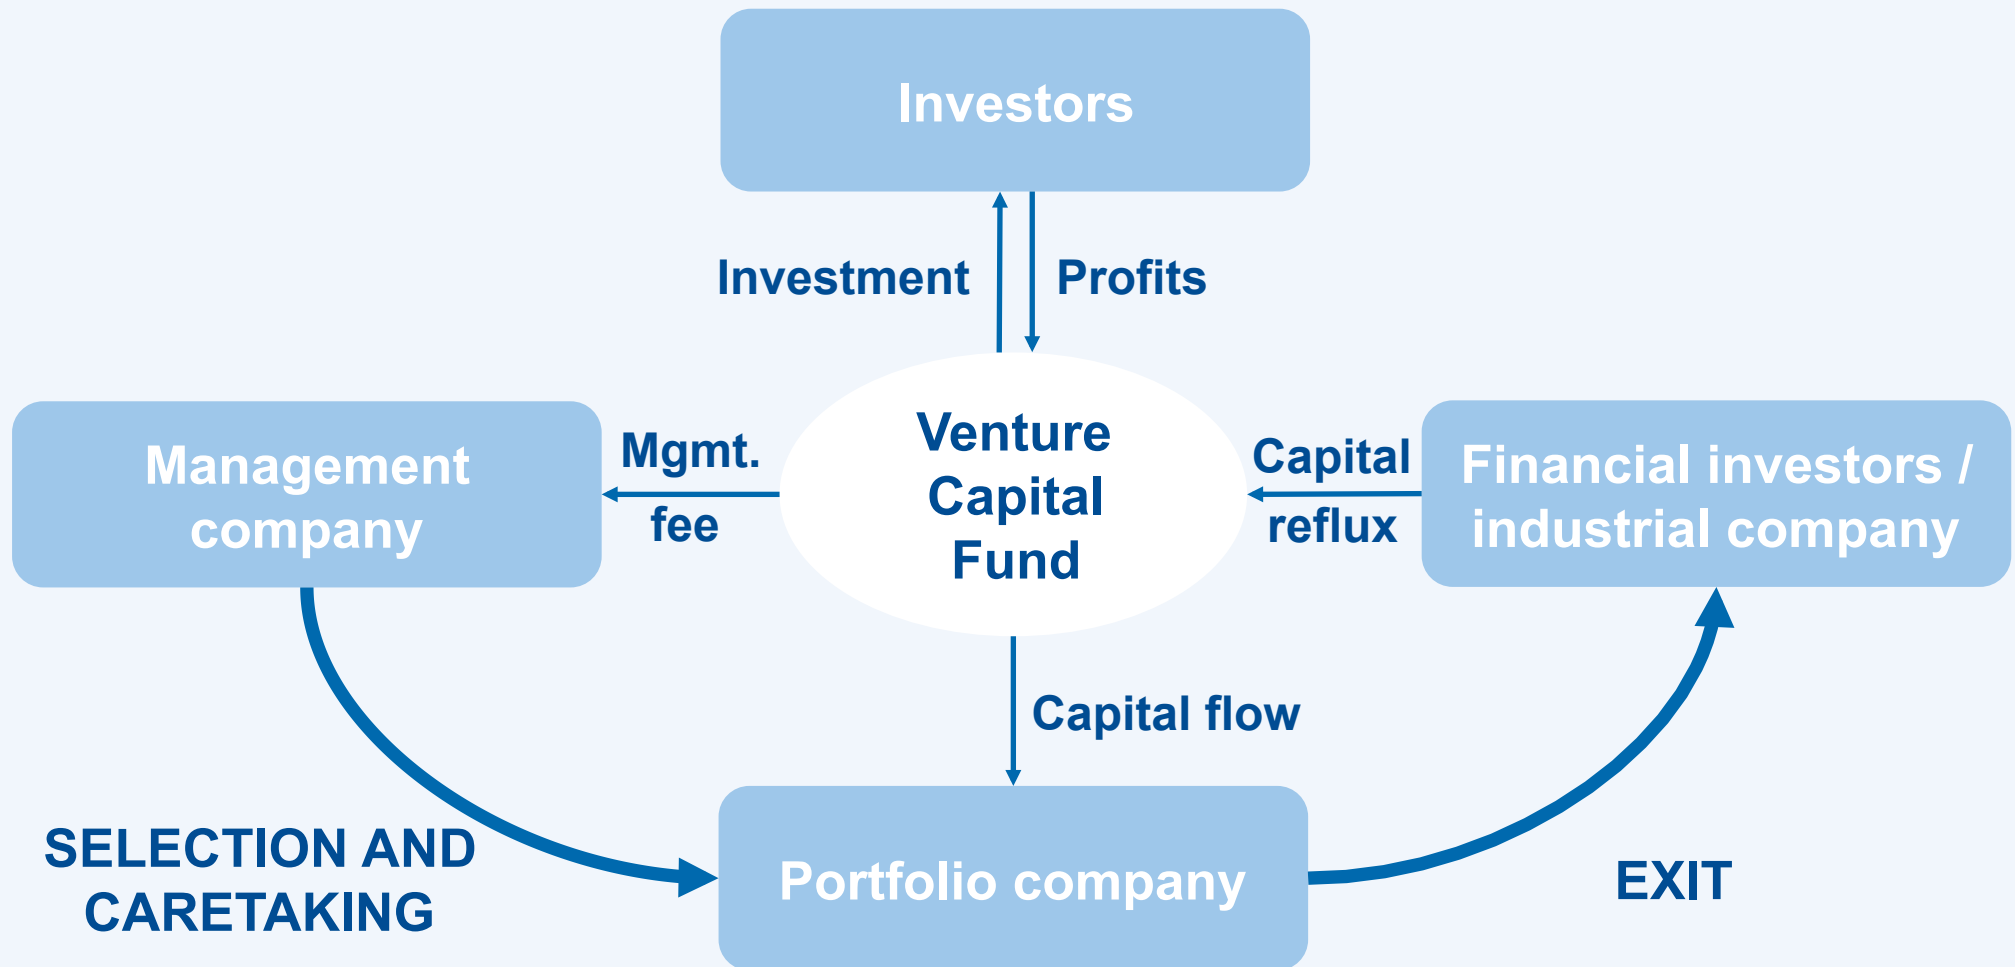 Investors
Investment
Profits
Management
company
Mgmt.
fee
Venture
Capital
Fund
Capital
reflux
Financial investors /
industrial company
Capital flow
SELECTION AND
CARETAKING
Portfolio company
EXIT